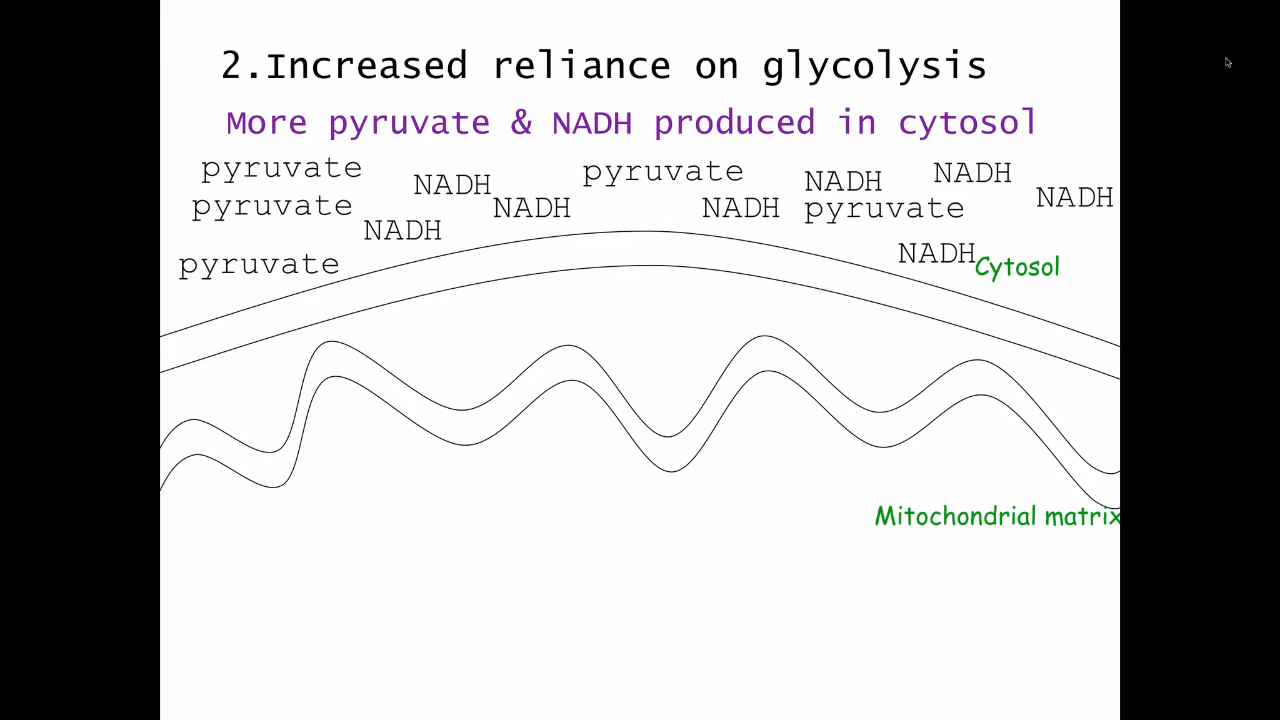 2.Increased reliance on glycolysis
More pyruvate & NADH produced in cytosol
pyruvate NADH pyruvate NADH NADH
pyruvate NADH NADH pyruvate NADH
NADH
pyruvate NADH Cytosol
Mitochondrial matrix